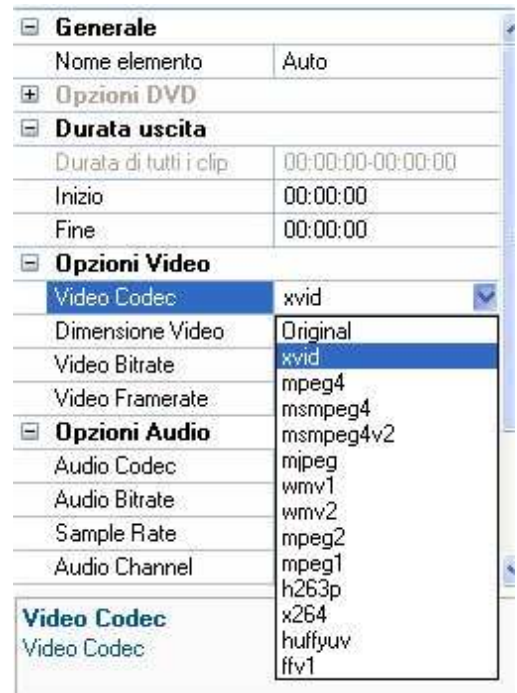 Generale
Nome elemento Auto
Opzioni DVD
Durata uscita
Durata di tutti i clip 00:00:00-00:00:00
Inizio 00:00:00
Fine 00:00:00
Opzioni Video
Video Codec xvid
Dimensione Video
Video Bitrate
Video Framerate
Opzioni Audio
Audio Codec
Audio Bitrate
Sample Rate
Audio Channel
Original
xvid
mpeg4
msmpeg4
msmpeg4v2
mjpeg
wmv1
wmv2
mpeg2
mpeg1
h263p
x264
huffyuv
ffv1
Video Codec
Video Codec